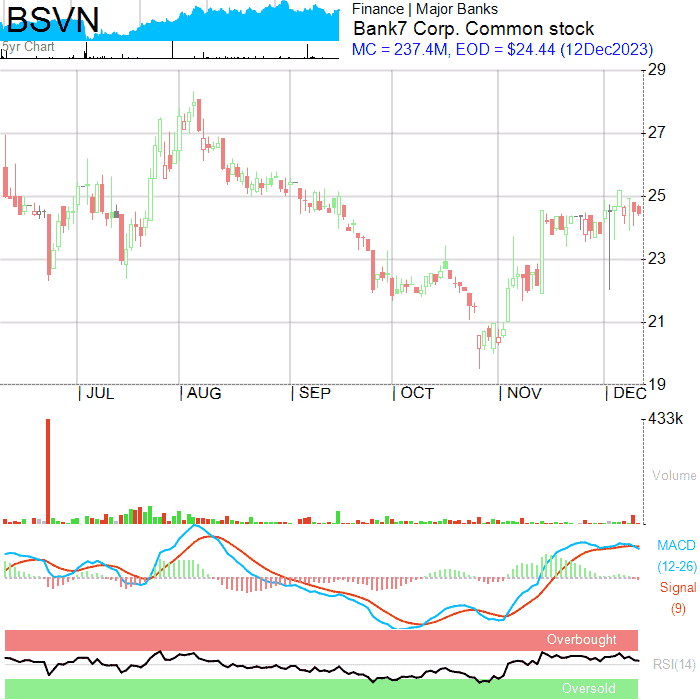 BSVN
5yr Chart
Finance | Major Banks
Bank7 Corp. Common stock
MC = 237.4M, EOD = $24.44 (12Dec2023)
29
27
25
23
21
19
JUL AUG SEP OCT NOV DEC
433k
Volume
MACD
(12-26)
Signal
(9)
Overbought
RSI(14)
Oversold